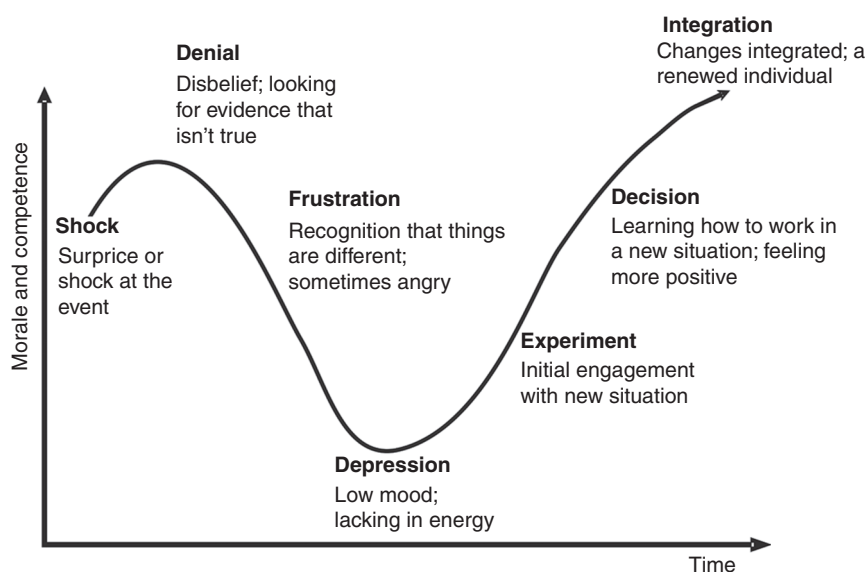 Integration
Changes integrated; a
renewed individual
Denial
Disbelief; looking
for evidence that
isn't true
Frustration
Recognition that things
are different;
sometimes angry
Decision
Learning how to work in
a new situation; feeling
more positive
Shock
Surprice or
shock at the
event
Experiment
Initial engagement
with new situation
Depression
Low mood;
lacking in energy
Morale and competence
Time